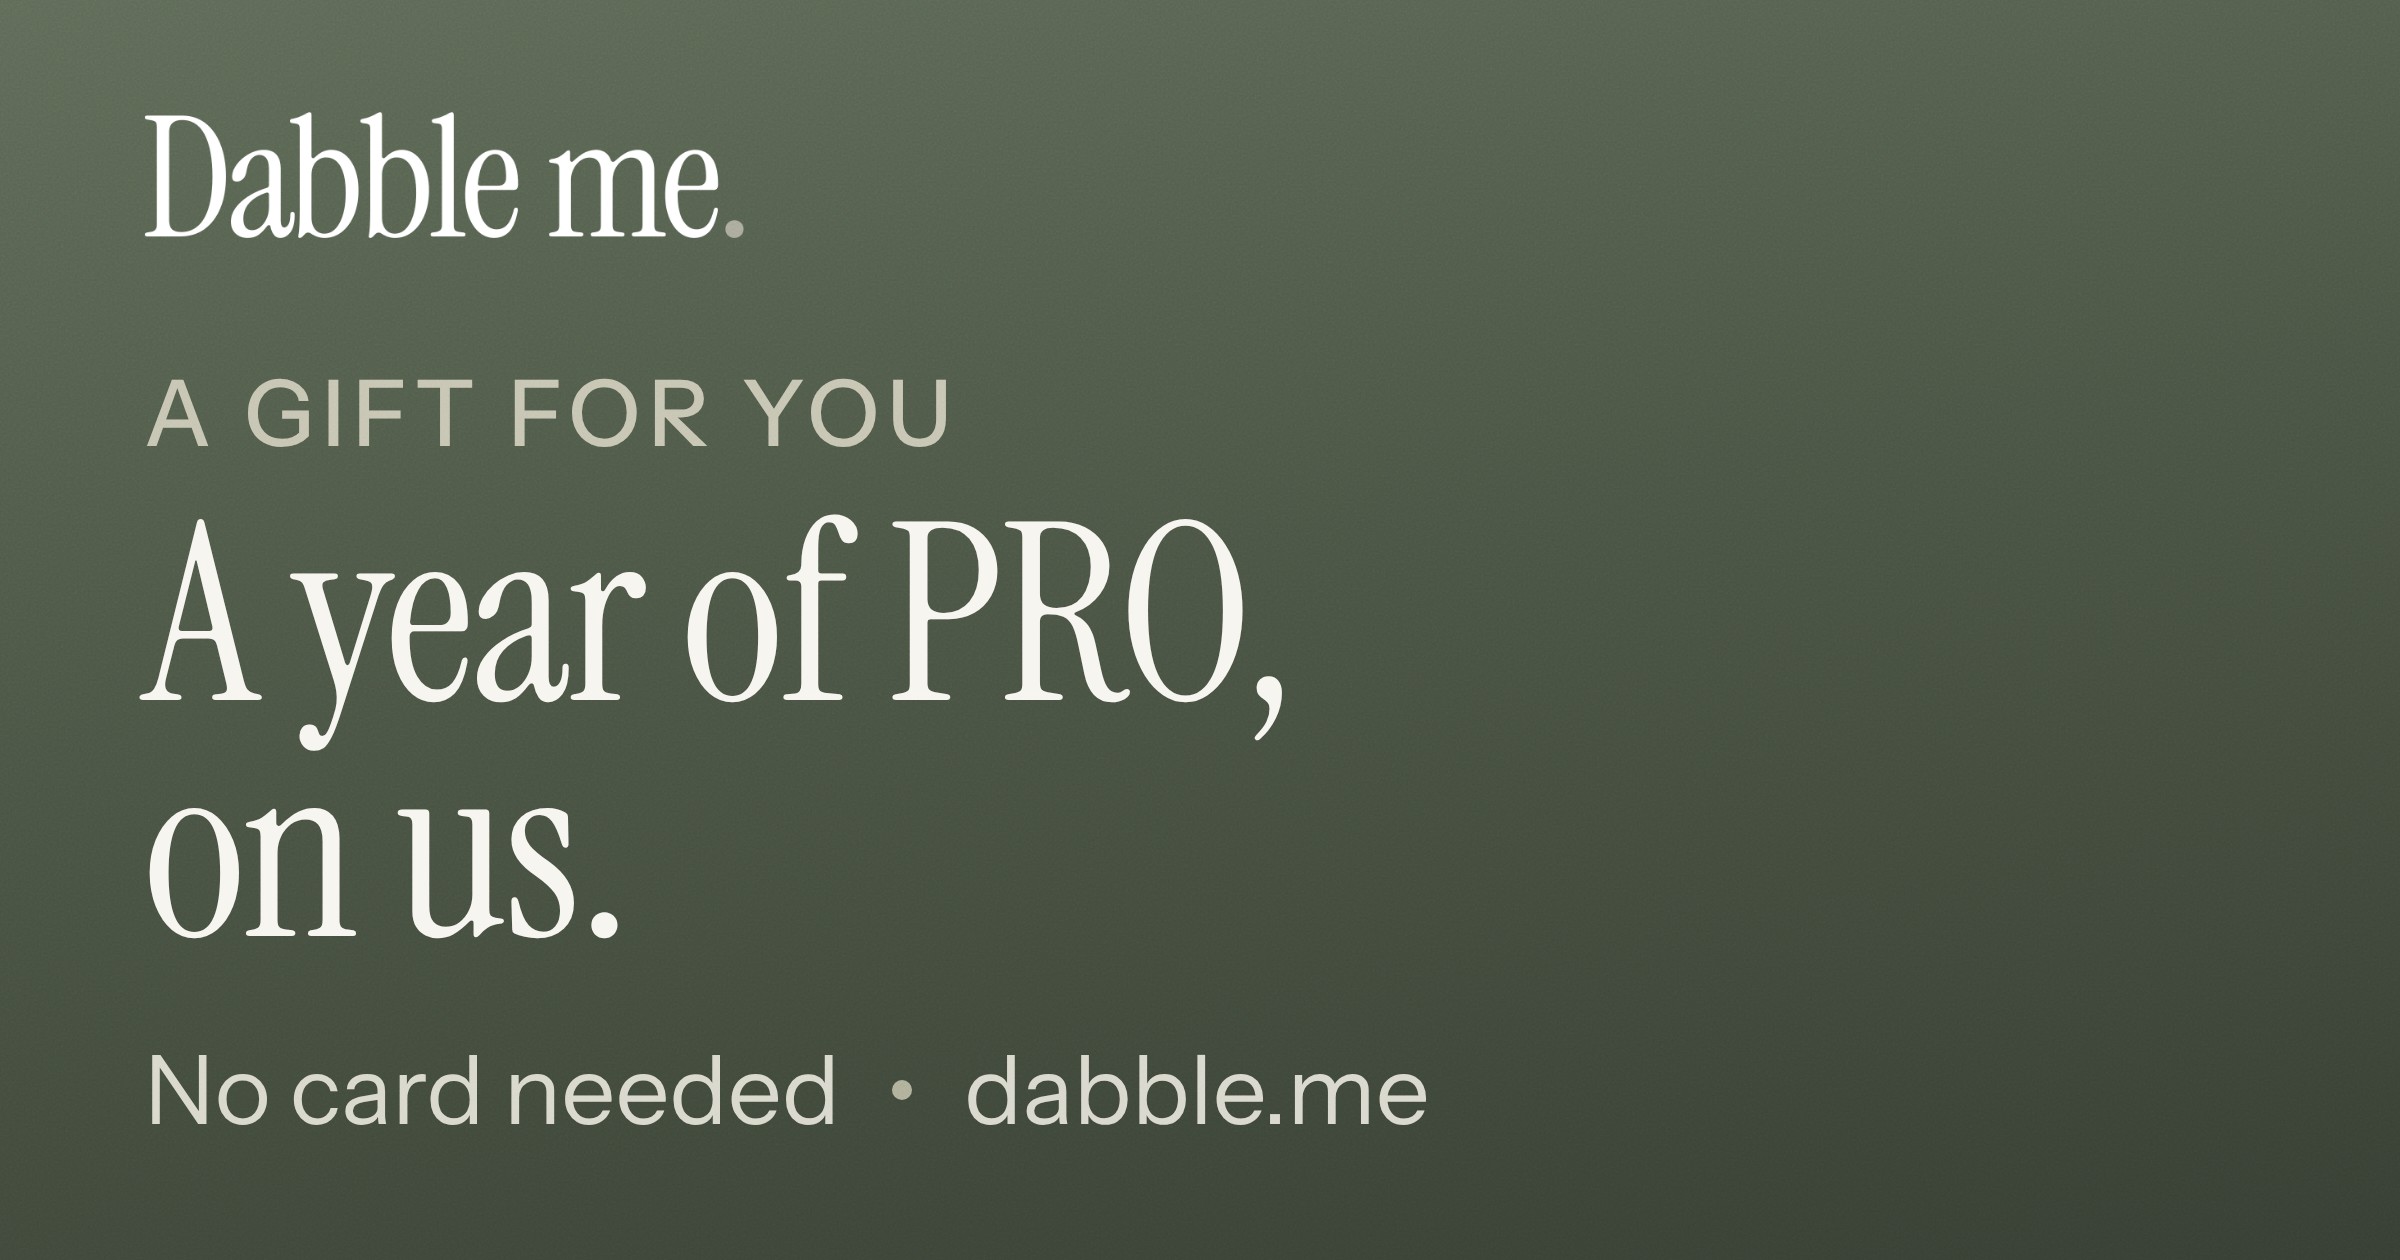 Dabble me.
A GIFT FOR YOU
A year of PRO,
on us.
No card needed • dabble.me